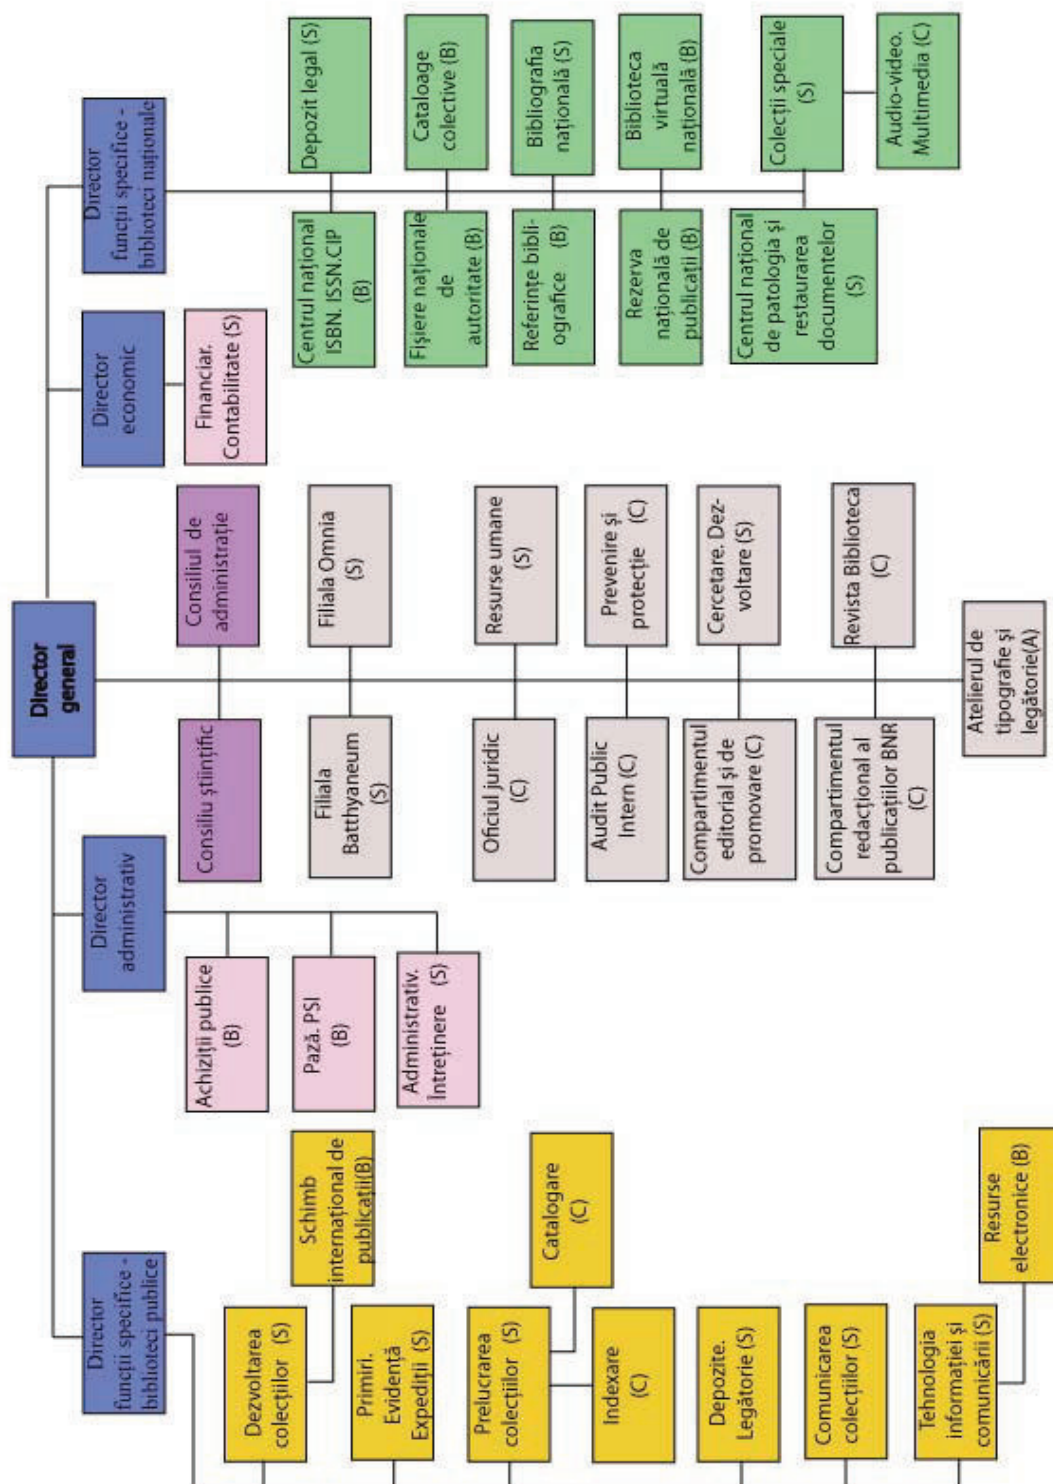 Director
general
Director
funcții specifice -
biblioteci publice
Director
administrativ
Director
economic
Director
funcții specifice -
biblioteci naționale
Dezvoltarea
colecțiilor (S)
Schimb
internațional de
publicații(B)
Primiri.
Evidență
Expediții (S)
Prelucrarea
colecțiilor (S)
Catalogare
(C)
Indexare
(C)
Depozite.
Legătorie (S)
Comunicarea
colecțiilor (S)
Tehnologia
informației și
comunicării (S)
Resurse
electronice (B)
Achiziții publice
(B)
Pază. PSI
(B)
Administrativ.
Întreținere (S)
Consiliu științific
Consiliul de
administrație
Filiala
Batthyaneum
(S)
Filiala Omnia
(S)
Oficiul juridic
(C)
Resurse umane
(S)
Audit Public
Intern (C)
Prevenire și
protecție (C)
Compartimentul
editorial și de
promovare (C)
Cercetare. Dez-
voltare (S)
Compartimentul
redacțional al
publicațiilor BNR
(C)
Revista Biblioteca
(C)
Atelierul de
tipografie și
legătorie(A)
Financiar.
Contabilitate (S)
Centrul național
ISBN. ISSN.CIP
(B)
Depozit legal (S)
Fișiere naționale
de
autoritate (B)
Cataloage
colective (B)
Referințe bibli-
ografice (B)
Bibliografia
națională (S)
Rezerva
națională de
publicații (B)
Biblioteca
virtuală
națională (B)
Centrul național
de patologia și
restaurarea
documentelor
(S)
Colecții speciale
(S)
Audio-video.
Multimedia (C)